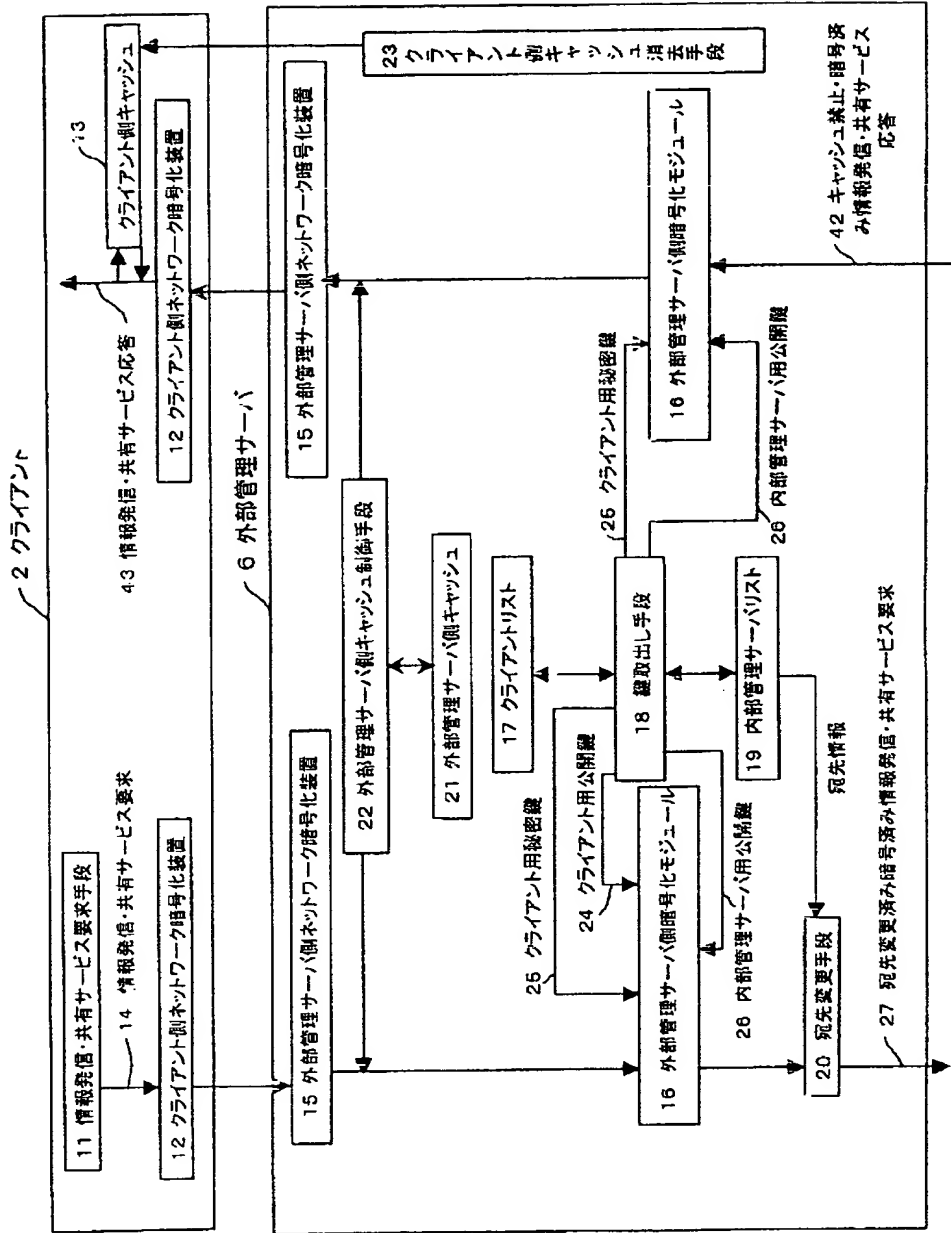 2 クライアント
11 情報発信・共有サービス要求手段
14 情報発信・共有サービス要求
12 クライアント側ネットワーク暗号化装置
43 情報発信・共有サービス応答
13
クライアント側キャッシュ
12 クライアント側ネットワーク暗号化装置
6 外部管理サーバ
15 外部管理サーバ側ネットワーク暗号化装置
22 外部管理サーバ側キャッシュ制御手段
15 外部管理サーバ側ネットワーク暗号化装置
23
クライアント側キャッシュ消去手段
21 外部管理サーバ側キャッシュ
17 クライアントリスト
25 クライアント用秘密鍵
24 クライアント用公開鍵
18 鍵取出し手段
25 クライアント用秘密鍵
16 外部管理サーバ側暗号化モジュール
16 外部管理サーバ側暗号化モジュール
26 内部管理サーバ用公開鍵
26 内部管理サーバ用公開鍵
19 内部管理サーバリスト
宛先情報
20 宛先変更手段
27 宛先変更済み暗号済み情報発信・共有サービス要求
42 キャッシュ禁止・暗号済
み情報発信・共有サービス
応答